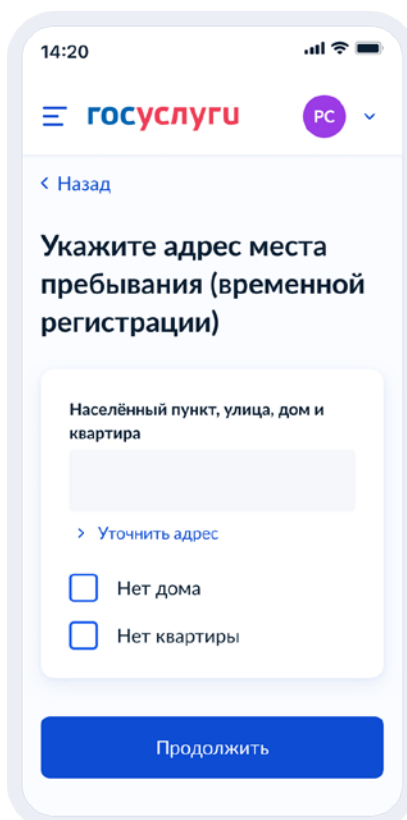 14:20
госуслуги
РС
Назад
Укажите адрес места
пребывания (временной
регистрации)
Населённый пункт, улица, дом и
квартира
Уточнить адрес
Нет дома
Нет квартиры
Продолжить